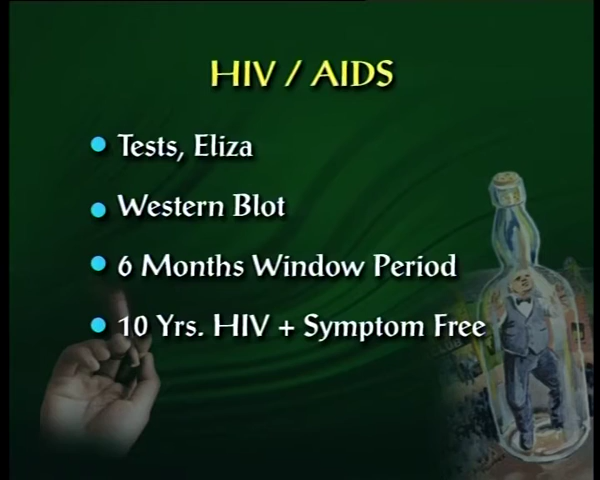 HIV / AIDS
Tests, Eliza
Western Blot
6 Months Window Period
10 Yrs. HIV + Symptom Free